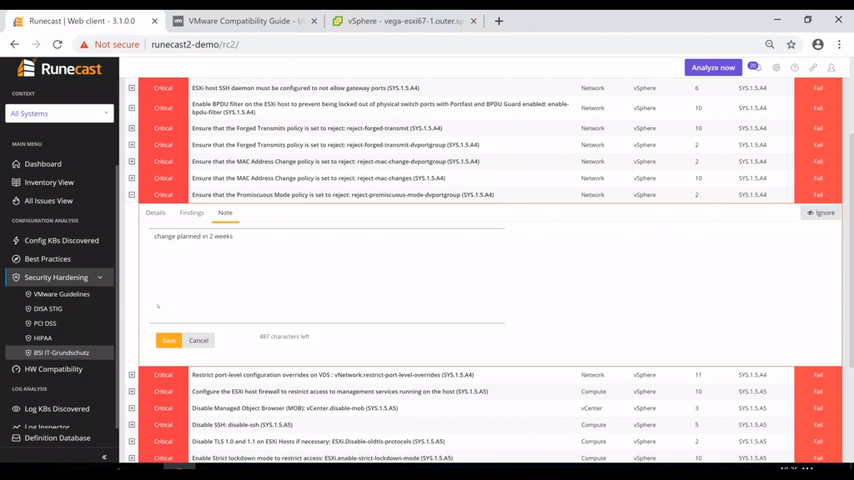 Runecast | Web client - 3.1.0.0
VMware Compatibility Guide - I/
vSphere - vega-esxi67-1.outer.sp
Not secure
runecast2-demo/rc2/
Runecast
CONTEXT
All Systems
MAIN MENU
Dashboard
Inventory View
All Issues View
CONFIGURATION ANALYSIS
Config KBs Discovered
Best Practices
Security Hardening
VMware Guidelines
DISA STIG
PCI DSS
HIPAA
BSI IT-Grundschutz
HW Compatibility
LOG ANALYSIS
Log KBs Discovered
Log Inspector
Definition Database
Analyze now
20
Critical ESXi host SSH daemon must be configured to not allow gateway ports (SYS.1.5.A4) Network vSphere 6 SYS.1.5.A4 Fail
Critical Enable BPDU filter on the ESXi host to prevent being locked out of physical switch ports with Portfast and BPDU Guard enabled: enable- Network vSphere 10 SYS.1.5.A4 Fail
bpdu-filter (SYS.1.5.A4)
Critical Ensure that the Forged Transmits policy is set to reject: reject-forged-transmit (SYS.1.5.A4) Network vSphere 10 SYS.1.5.A4 Fail
Critical Ensure that the Forged Transmits policy is set to reject: reject-forged-transmit-dvportgroup (SYS.1.5.A4) Network vSphere 2 SYS.1.5.A4 Fail
Critical Ensure that the MAC Address Change policy is set to reject: reject-mac-change-dvportgroup (SYS.1.5.A4) Network vSphere 2 SYS.1.5.A4 Fail
Critical Ensure that the MAC Address Change policy is set to reject: reject-mac-changes (SYS.1.5.A4) Network vSphere 10 SYS.1.5.A4 Fail
Critical Ensure that the Promiscuous Mode policy is set to reject: reject-promiscuous-mode-dvportgroup (SYS.1.5.A4) Network vSphere 2 SYS.1.5.A4 Fail
Details Findings Note Ignore
change planned in 2 weeks
Save Cancel 487 characters left
Critical Restrict port-level configuration overrides on VDS : vNetwork.restrict-port-level-overrides (SYS.1.5.A4) Network vSphere 11 SYS.1.5.A4 Fail
Critical Configure the ESXi host firewall to restrict access to management services running on the host (SYS.1.5.A5) Compute vSphere 10 SYS.1.5.A5 Fail
Critical Disable Managed Object Browser (MOB): vCenter.disable-mob (SYS.1.5.A5) vCenter vSphere 3 SYS.1.5.A5 Fail
Critical Disable SSH: disable-ssh (SYS.1.5.A5) Compute vSphere 5 SYS.1.5.A5 Fail
Critical Disable TLS 1.0 and 1.1 on ESXi Hosts if necessary: ESXi.Disable-oldtls-protocols (SYS.1.5.A5) Compute vSphere 2 SYS.1.5.A5 Fail
Critical Enable Strict lockdown mode to restrict access: ESXi.enable-strict-lockdown-mode (SYS.1.5.A5) Compute vSphere 10 SYS.1.5.A5 Fail